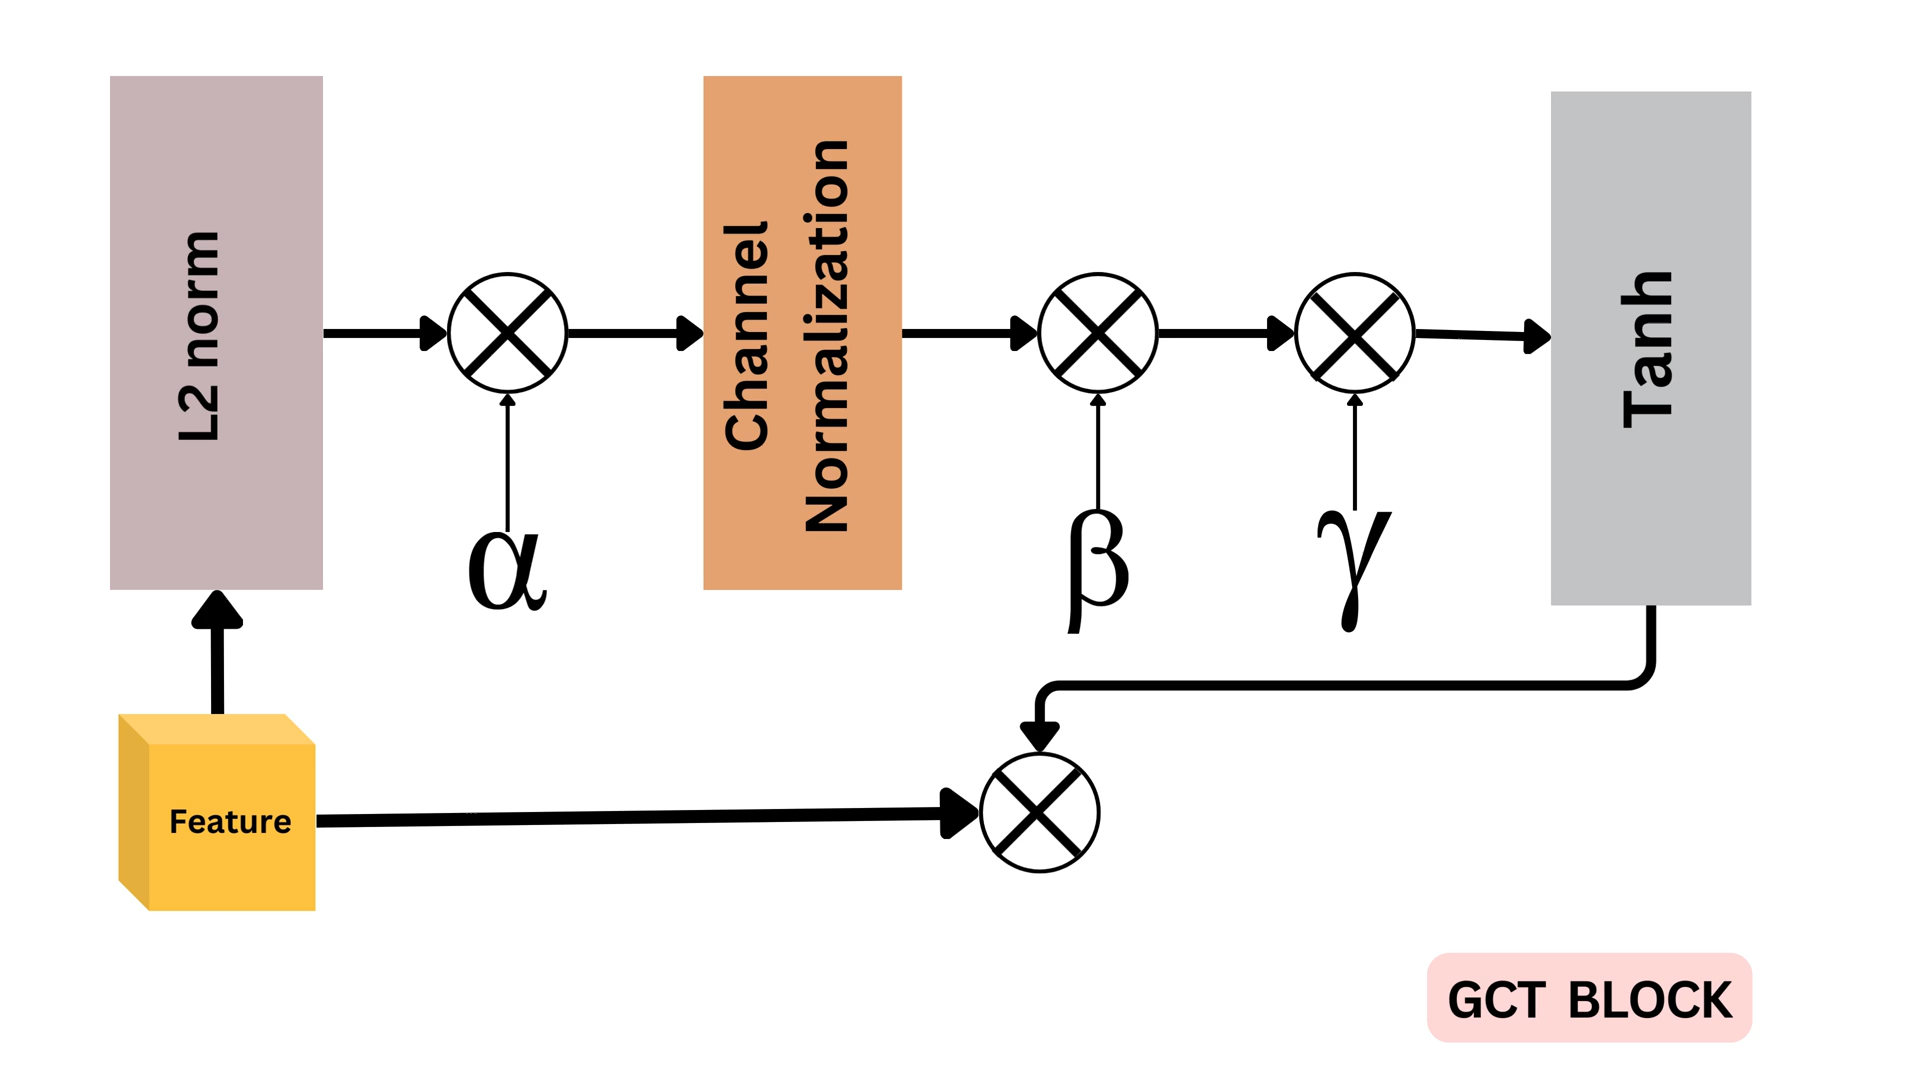 L2 norm
α
Channel
Normalization
β
γ
Tanh
Feature
GCT BLOCK